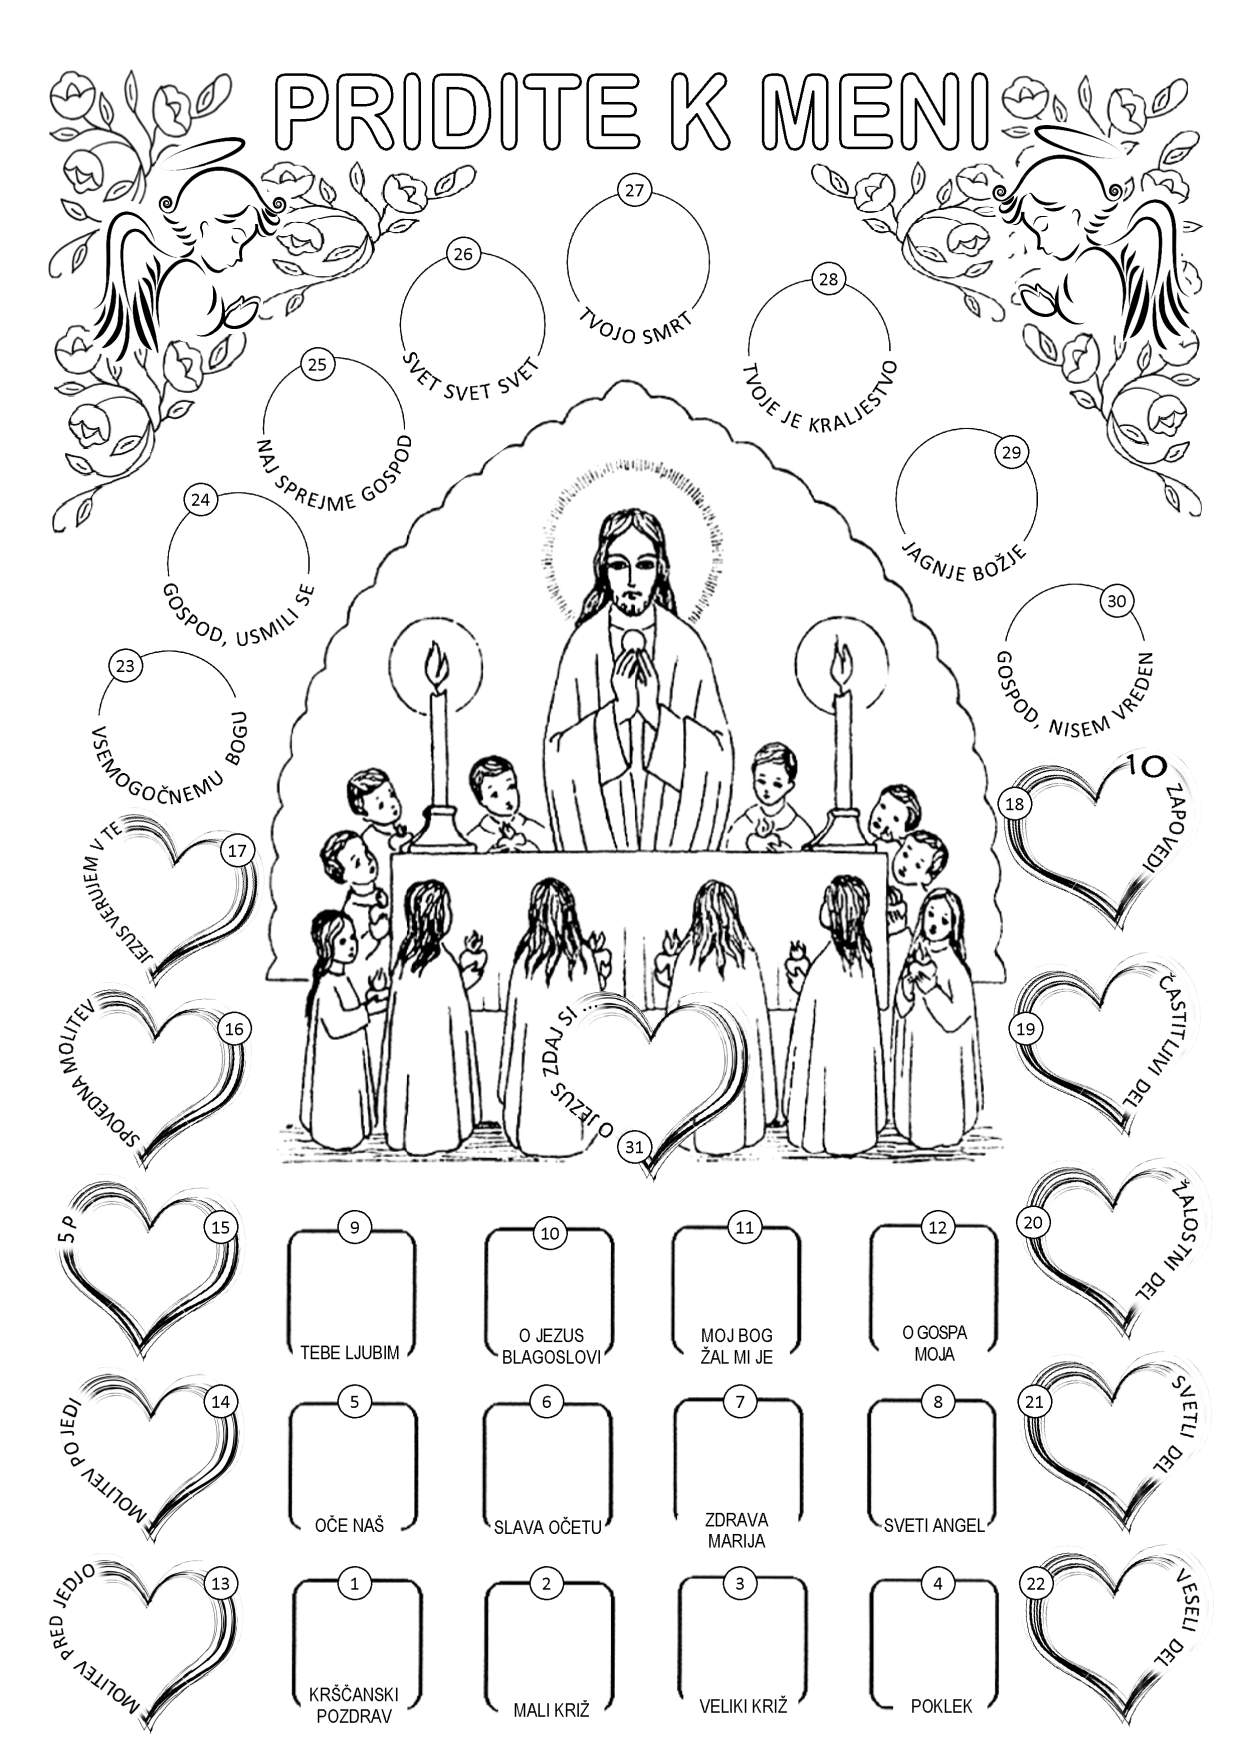 PRIDITE K MENI
27
TVOJO SMRT
26
SVET SVET SVET
28
TVOJE JE KRALJESTVO
25
NAJ SPREJME GOSPOD
29
JAGNJE BOŽJE
24
GOSPOD, USMILI SE
30
GOSPOD, NISEM VREDEN
23
VSEMOGOČNEMU BOGU
18
10 ZAPOVEDI
17
JEZUS VERUJEM V TE
16
SPOVEDNA MOLITEV
19
ČASTITLJIVI DEL
31
O JEZUS ZDAJ SI ...
15
5 P
9
TEBE LJUBIM
10
O JEZUS
BLAGOSLOVI
11
MOJ BOG
ŽAL MI JE
12
O GOSPA
MOJA
20
ŽALOSTNI DEL
14
MOLITEV PO JEDI
5
OČE NAŠ
6
SLAVA OČETU
7
ZDRAVA
MARIJA
8
SVETI ANGEL
21
SVETLI DEL
13
MOLITEV PRED JEDJO
1
KRŠČANSKI
POZDRAV
2
MALI KRIŽ
3
VELIKI KRIŽ
4
POKLEK
22
VESELI DEL